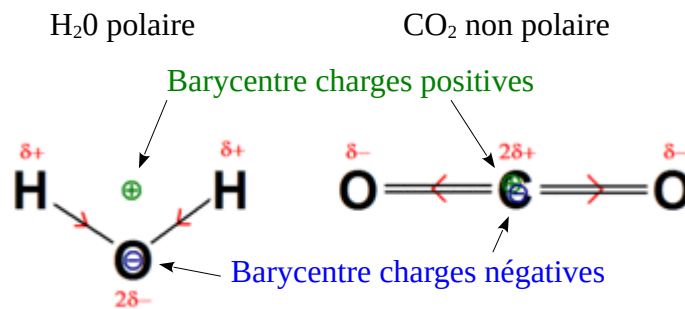 H₂0 polaire
CO₂ non polaire
Barycentre charges positives
δ+
δ+
H
⊕
H
O
⊖
2δ−
δ−
2δ+
δ−
O
C
O
Barycentre charges négatives